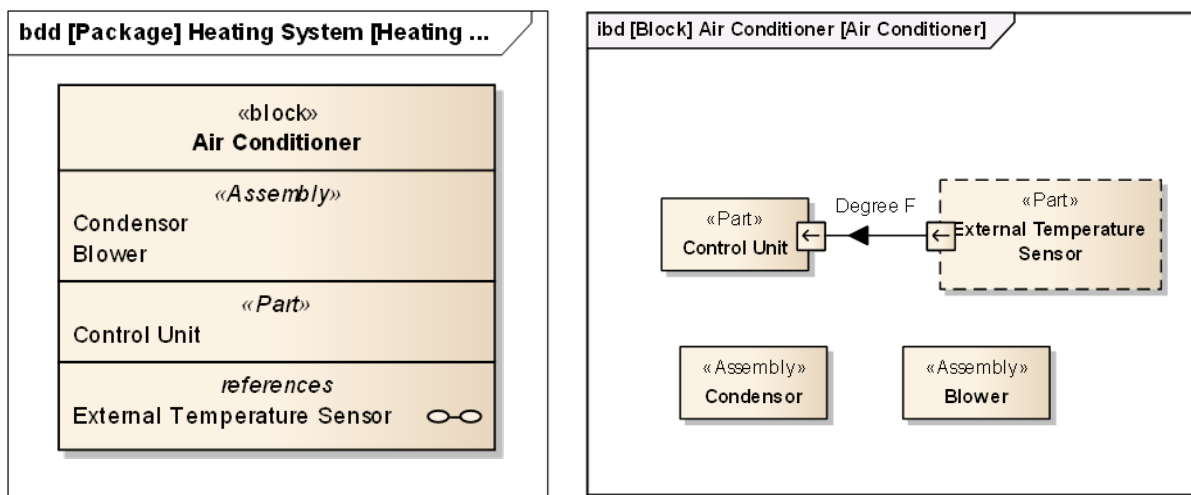 bdd [Package] Heating System [Heating ...
«block»
Air Conditioner
«Assembly»
Condensor
Blower
«Part»
Control Unit
references
External Temperature Sensor
ibd [Block] Air Conditioner [Air Conditioner]
«Part»
Control Unit
Degree F
«Part»
External Temperature
Sensor
«Assembly»
Condensor
«Assembly»
Blower